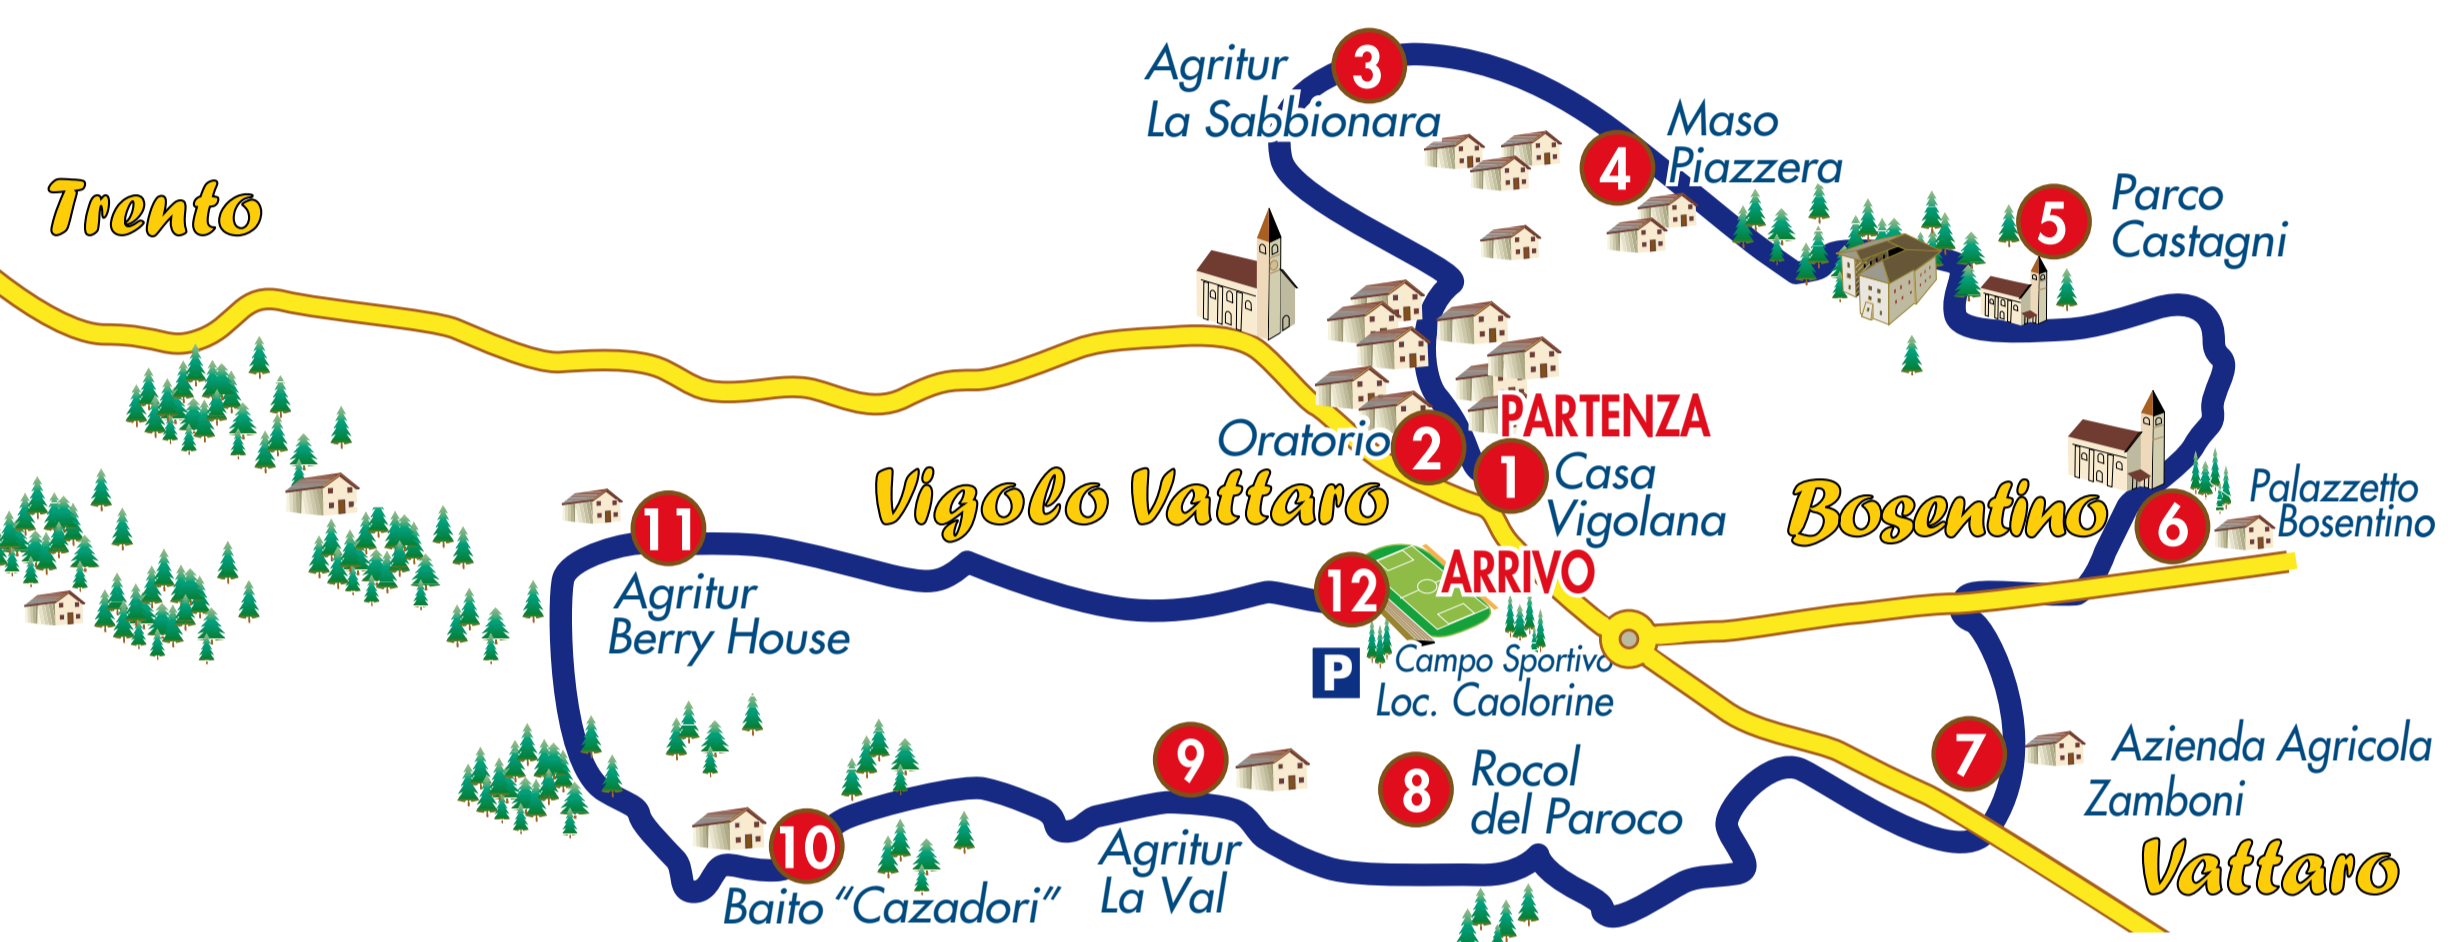 3
Agritur
La Sabbionara
4
Maso
Piazzera
5
Parco
Castagni
Trento
PARTENZA
Oratorio
2
1
Casa
Vigolana
Vigolo Vattaro
Bosentino
6
Palazzetto
Bosentino
11
Agritur
Berry House
12
ARRIVO
P
Campo Sportivo
Loc. Caolorine
7
Azienda Agricola
Zamboni
8
Rocol
del Paroco
9
Agritur
La Val
10
Baito “Cazadori”
Vattaro